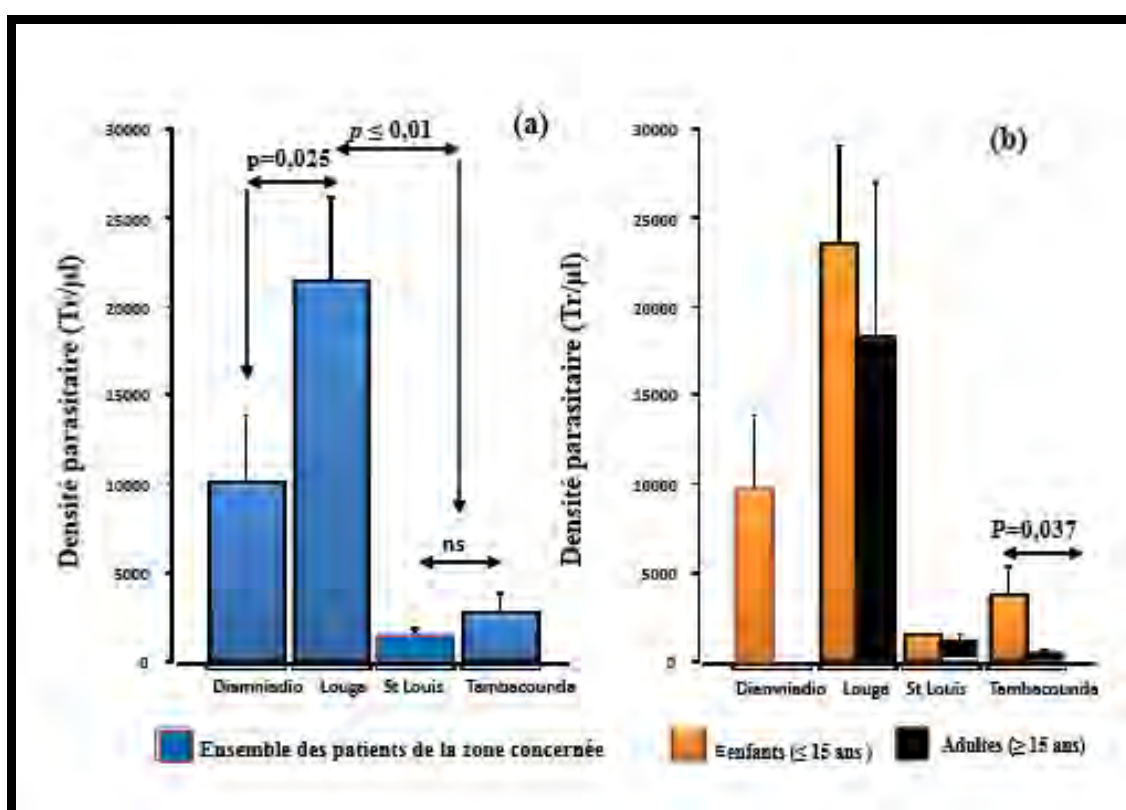 (a)
Densité parasitaire (Tr/µl)
30000
25000
20000
15000
10000
5000
0
p=0,025
p ≤ 0,01
ns
Diamniadio Louga St Louis Tambacounda
Ensemble des patients de la zone concernée
(b)
Densité parasitaire (Tr/µl)
30000
25000
20000
15000
10000
5000
0
P=0,037
Diamniadio Louga St Louis Tambacounda
Eenfants (≤ 15 ans )
Adultes (≥ 15 ans)